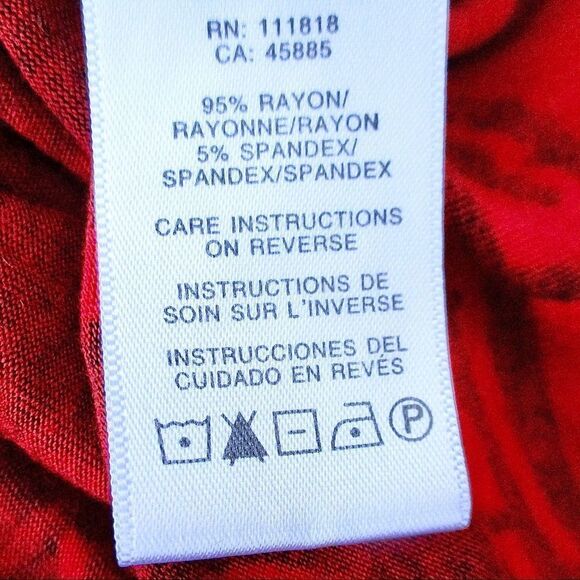 RN: 111818
CA: 45885
95% RAYON/
RAYONNE/RAYON
5% SPANDEX/
SPANDEX/SPANDEX
CARE INSTRUCTIONS
ON REVERSE
INSTRUCTIONS DE
SOIN SUR L'INVERSE
INSTRUCCIONES DEL
CUIDADO EN REVÉS
P